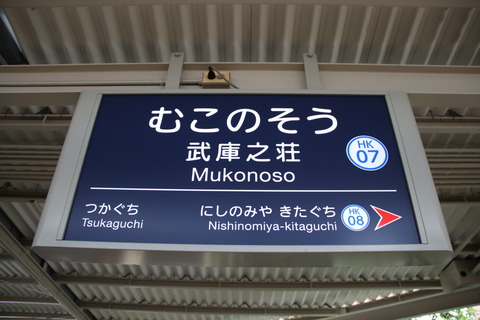 むこのそう
武庫之荘
HK
07
Mukonoso
つかぐち
Tsukaguchi
にしのみや きたぐち
Nishinomiya-kitaguchi
HK
08